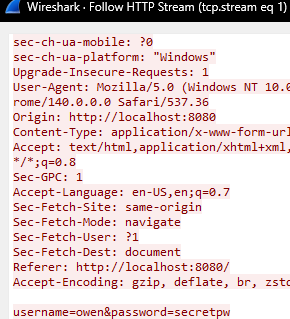 Wireshark · Follow HTTP Stream (tcp.stream eq 1)
sec-ch-ua-mobile: ?0
sec-ch-ua-platform: "Windows"
Upgrade-Insecure-Requests: 1
User-Agent: Mozilla/5.0 (Windows NT 10.0
rome/140.0.0.0 Safari/537.36
Origin: http://localhost:8080
Content-Type: application/x-www-form-url
Accept: text/html,application/xhtml+xml,
*/*;q=0.8
Sec-GPC: 1
Accept-Language: en-US,en;q=0.7
Sec-Fetch-Site: same-origin
Sec-Fetch-Mode: navigate
Sec-Fetch-User: ?1
Sec-Fetch-Dest: document
Referer: http://localhost:8080/
Accept-Encoding: gzip, deflate, br, zstd
username=owen&password=secretpw